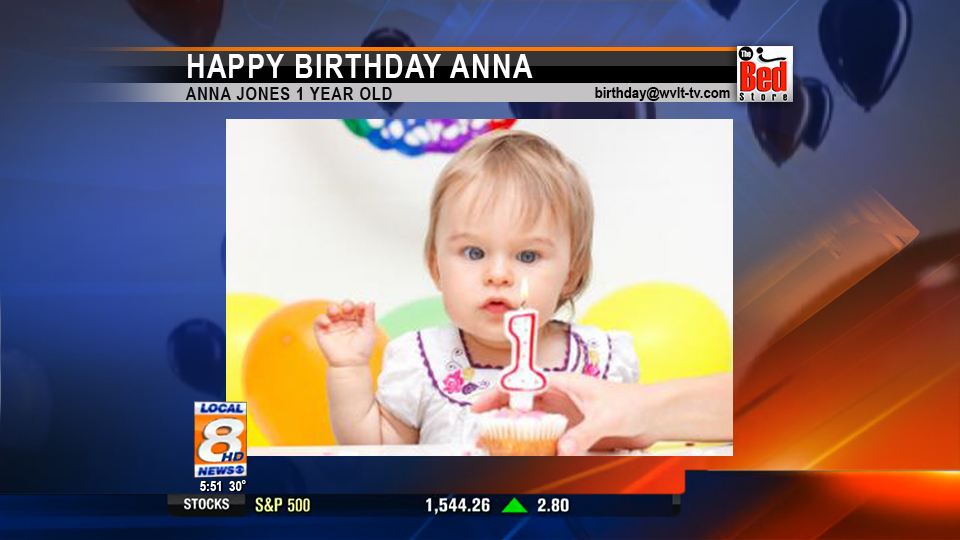 HAPPY BIRTHDAY ANNA
The
Bed
Store
ANNA JONES 1 YEAR OLD
birthday@wvlt-tv.com
1
LOCAL
8
HD
NEWS
5:51 30°
STOCKS S&P 500 1,544.26 2.80